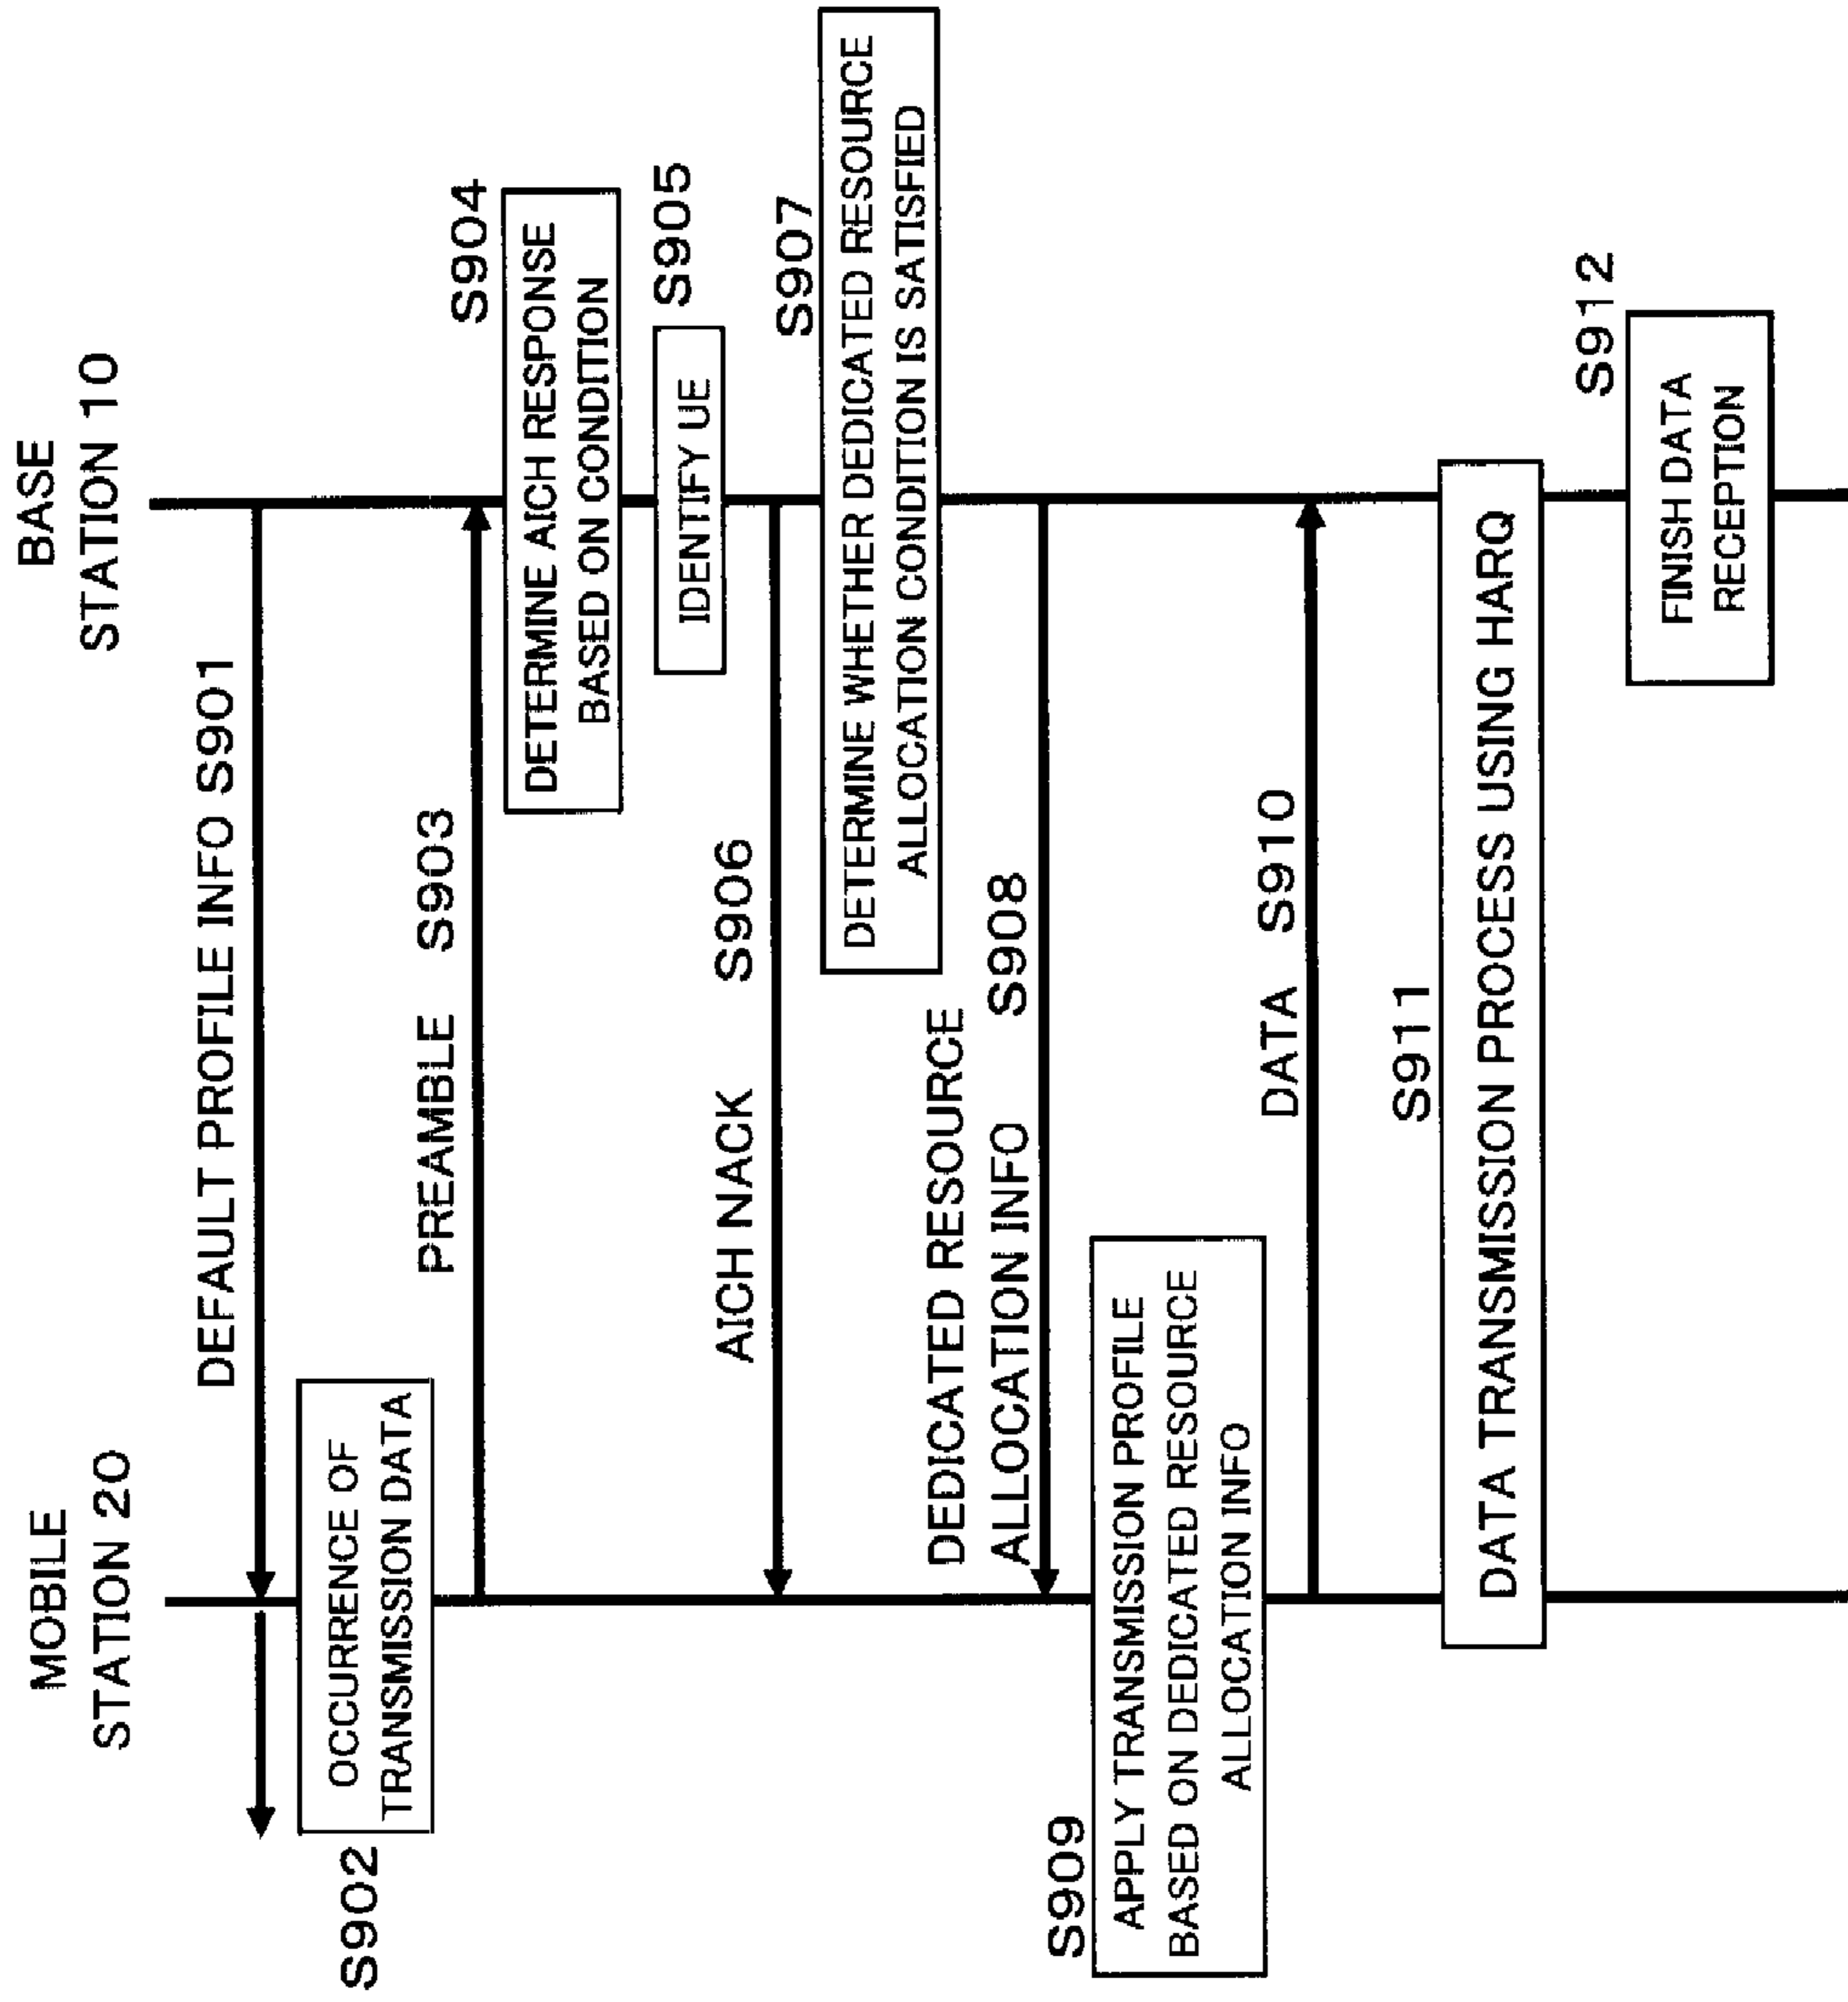 MOBILE
STATION 20
BASE
STATION 10
DEFAULT PROFILE INFO S901
S902
OCCURRENCE OF
TRANSMISSION DATA
PREAMBLE S903
S904
DETERMINE AICH RESPONSE
BASED ON CONDITION
S905
IDENTIFY UE
AICH NACK S906
S907
DETERMINE WHETHER DEDICATED RESOURCE
ALLOCATION CONDITION IS SATISFIED
DEDICATED RESOURCE
ALLOCATION INFO S908
S909
APPLY TRANSMISSION PROFILE
BASED ON DEDICATED RESOURCE
ALLOCATION INFO
DATA S910
S911
DATA TRANSMISSION PROCESS USING HARQ
S912
FINISH DATA
RECEPTION